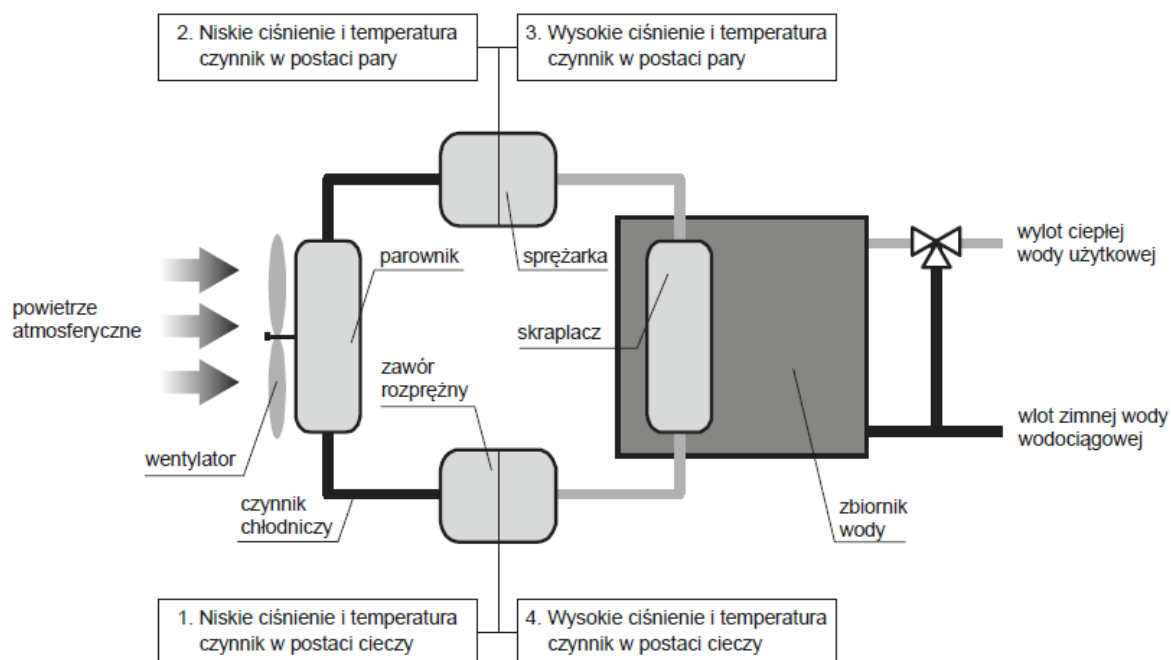 2. Niskie ciśnienie i temperatura
czynnik w postaci pary
3. Wysokie ciśnienie i temperatura
czynnik w postaci pary
parownik
sprężarka
wylot ciepłej
wody użytkowej
powietrze
atmosferyczne
skraplacz
zawór
rozprężny
wlot zimnej wody
wodociągowej
wentylator
czynnik
chłodniczy
zbiornik
wody
1. Niskie ciśnienie i temperatura
czynnik w postaci cieczy
4. Wysokie ciśnienie i temperatura
czynnik w postaci cieczy